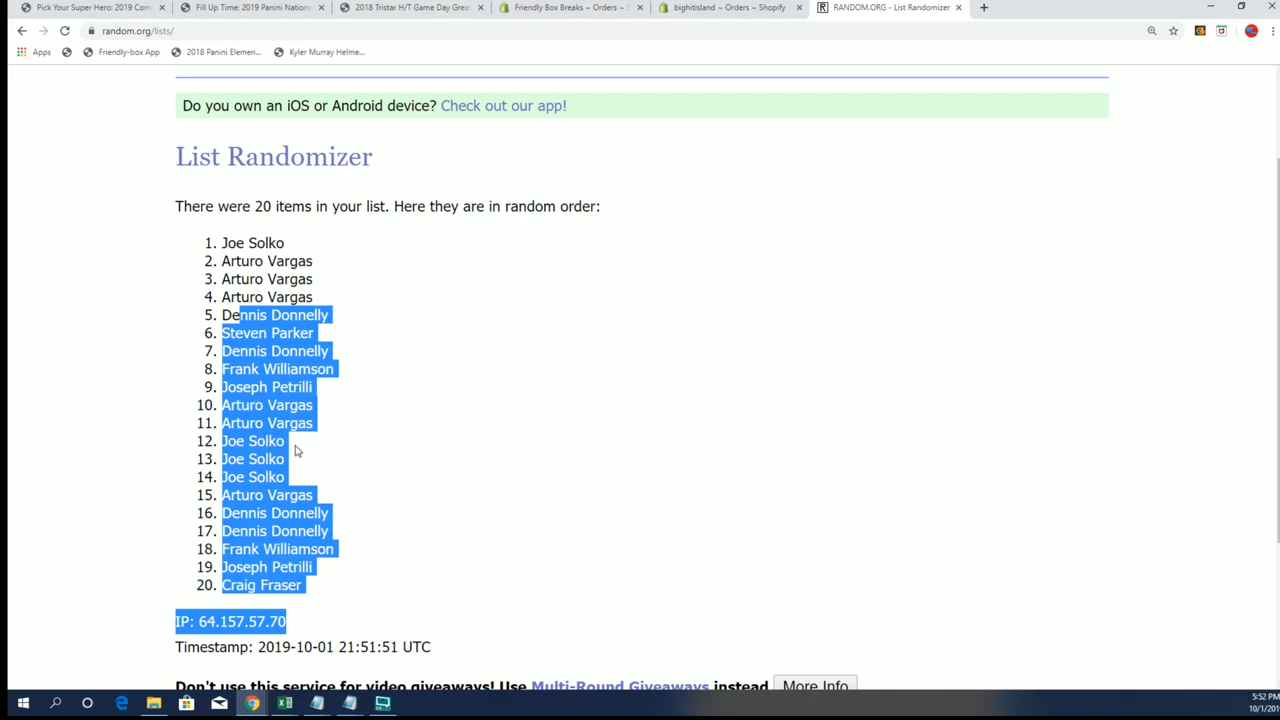 Pick Your Super Hero: 2019 Com
Fill Up Time: 2019 Panini Nation
2018 Tristar H/T Game Day Great
Friendly Box Breaks ~ Orders ~ S
bighitisland ~ Orders ~ Shopify
RANDOM.ORG - List Randomizer
random.org/lists/
Apps
Friendly-box App
2018 Panini Elemen...
Kyler Murray Helme...
Do you own an iOS or Android device? Check out our app!
List Randomizer
There were 20 items in your list. Here they are in random order:
1. Joe Solko
2. Arturo Vargas
3. Arturo Vargas
4. Arturo Vargas
5. Dennis Donnelly
6. Steven Parker
7. Dennis Donnelly
8. Frank Williamson
9. Joseph Petrilli
10. Arturo Vargas
11. Arturo Vargas
12. Joe Solko
13. Joe Solko
14. Joe Solko
15. Arturo Vargas
16. Dennis Donnelly
17. Dennis Donnelly
18. Frank Williamson
19. Joseph Petrilli
20. Craig Fraser
IP: 64.157.57.70
Timestamp: 2019-10-01 21:51:51 UTC
Don't use this service for video giveaways! Use Multi-Round Giveaways instead More Info
5:52 PM
10/1/2019